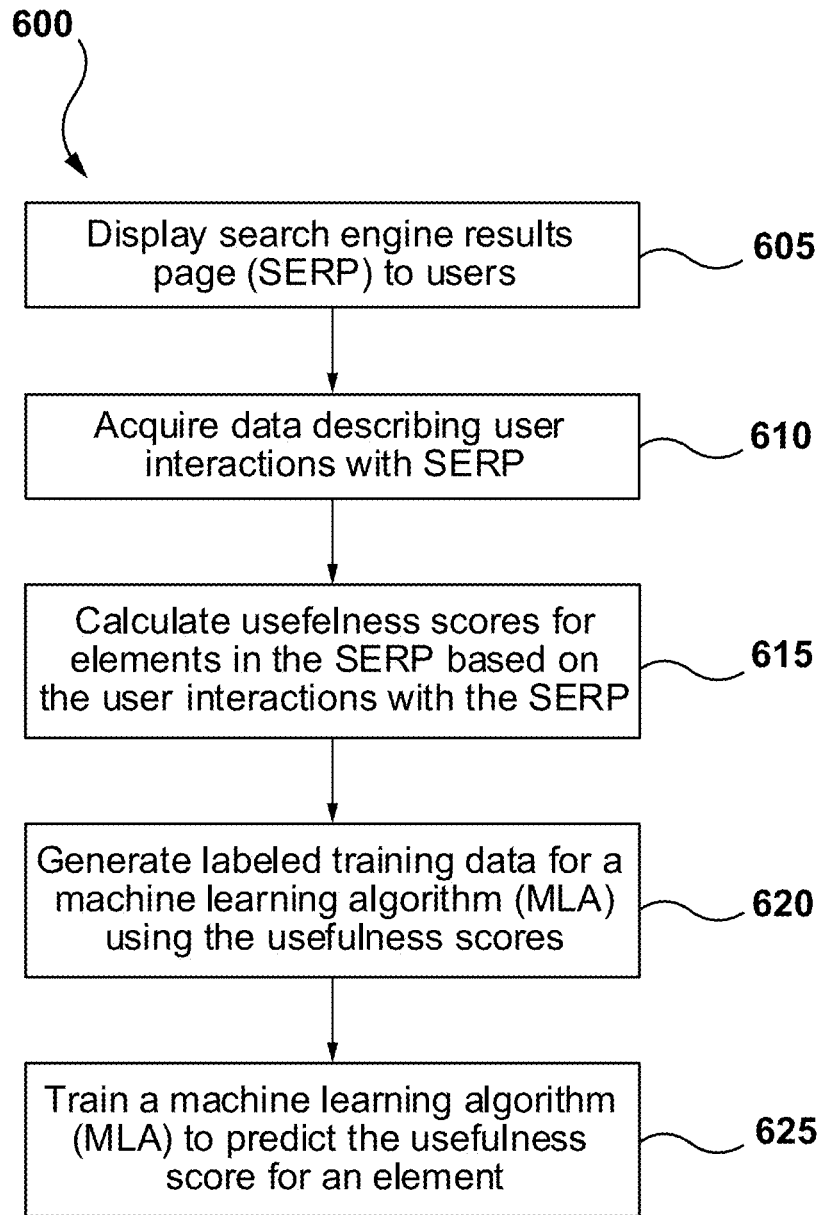 600
Display search engine results
page (SERP) to users
605
Acquire data describing user
interactions with SERP
610
Calculate usefelness scores for
elements in the SERP based on
the user interactions with the SERP
615
Generate labeled training data for a
machine learning algorithm (MLA)
using the usefulness scores
620
Train a machine learning algorithm
(MLA) to predict the usefulness
score for an element
625